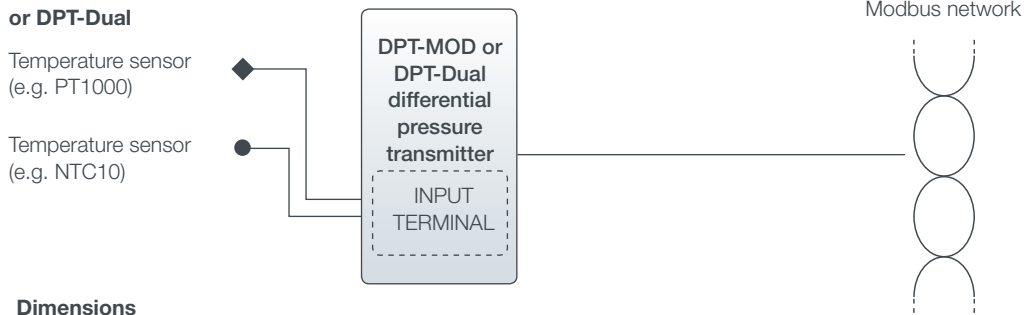 or DPT-Dual
Modbus network
Temperature sensor
(e.g. PT1000)
Temperature sensor
(e.g. NTC10)
DPT-MOD or
DPT-Dual
differential
pressure
transmitter
INPUT
TERMINAL
Dimensions